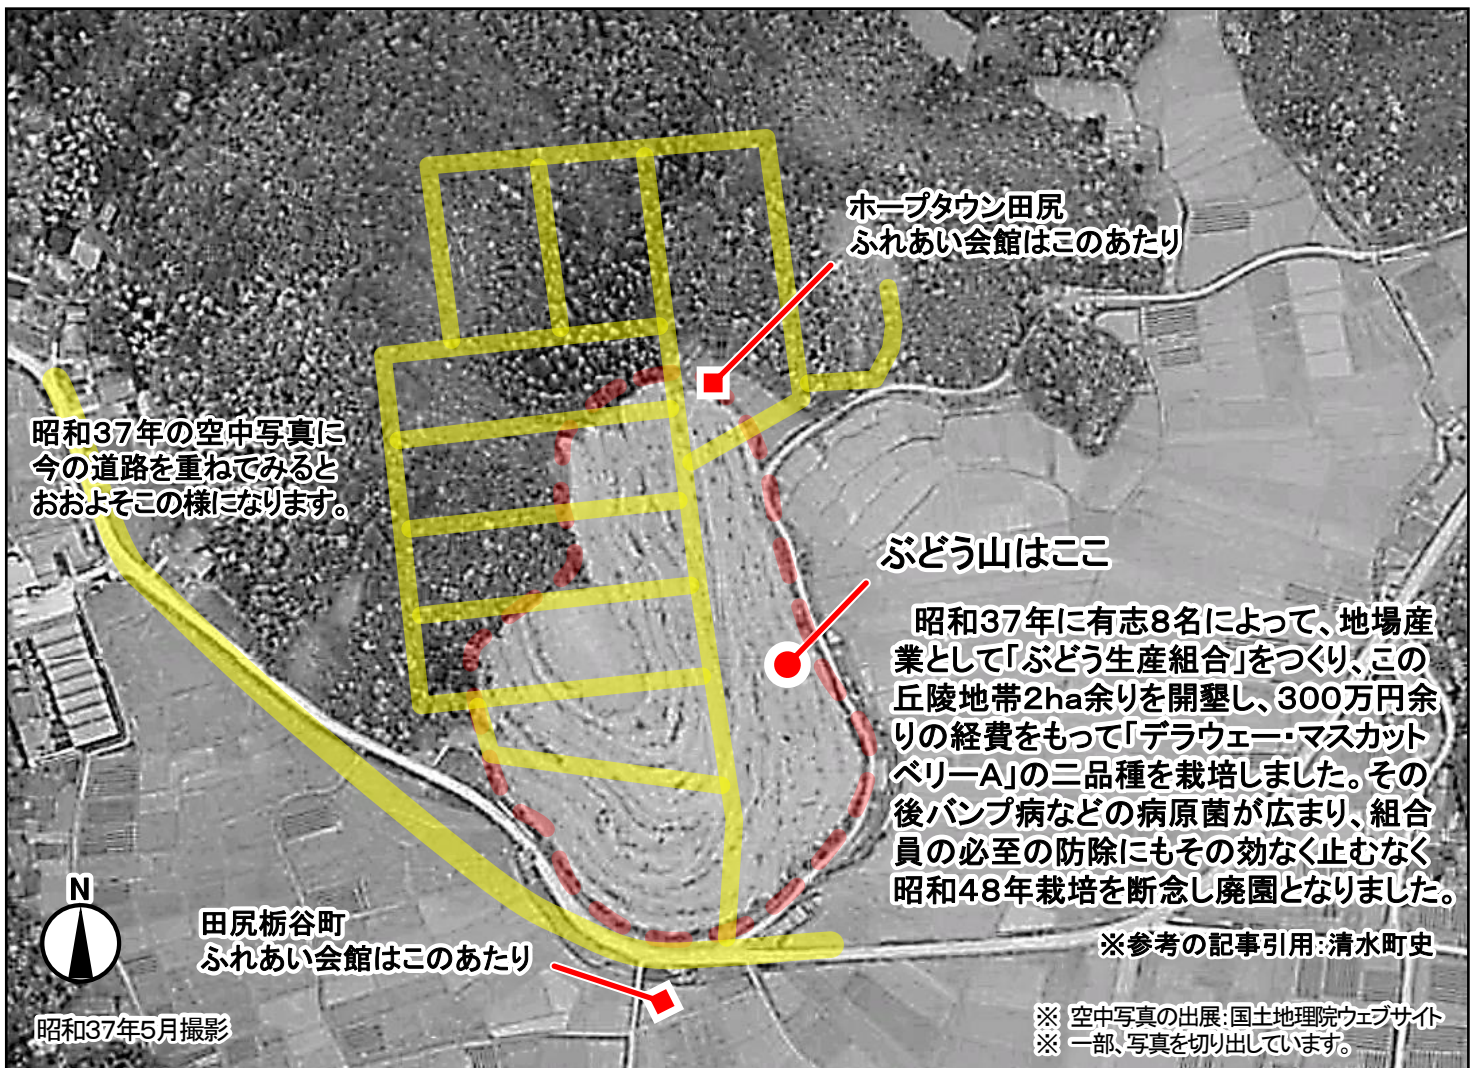 ホープタウン田尻
ふれあい会館はこのあたり
昭和37年の空中写真に
今の道路を重ねてみると
おおよそこの様になります。
ぶどう山はここ
昭和37年に有志8名によって、地場産
業として「ぶどう生産組合」をつくり、この
丘陵地帯2ha余りを開墾し、300万円余
りの経費をもって「デラウェー・マスカット
ベリーA」の二品種を栽培しました。その
後バンプ病などの病原菌が広まり、組合
員の必至の防除にもその効なく止むなく
昭和48年栽培を断念し廃園となりました。
※参考の記事引用:清水町史
N
田尻栃谷町
ふれあい会館はこのあたり
昭和37年5月撮影
※ 空中写真の出展:国土地理院ウェブサイト
※ 一部、写真を切り出しています。